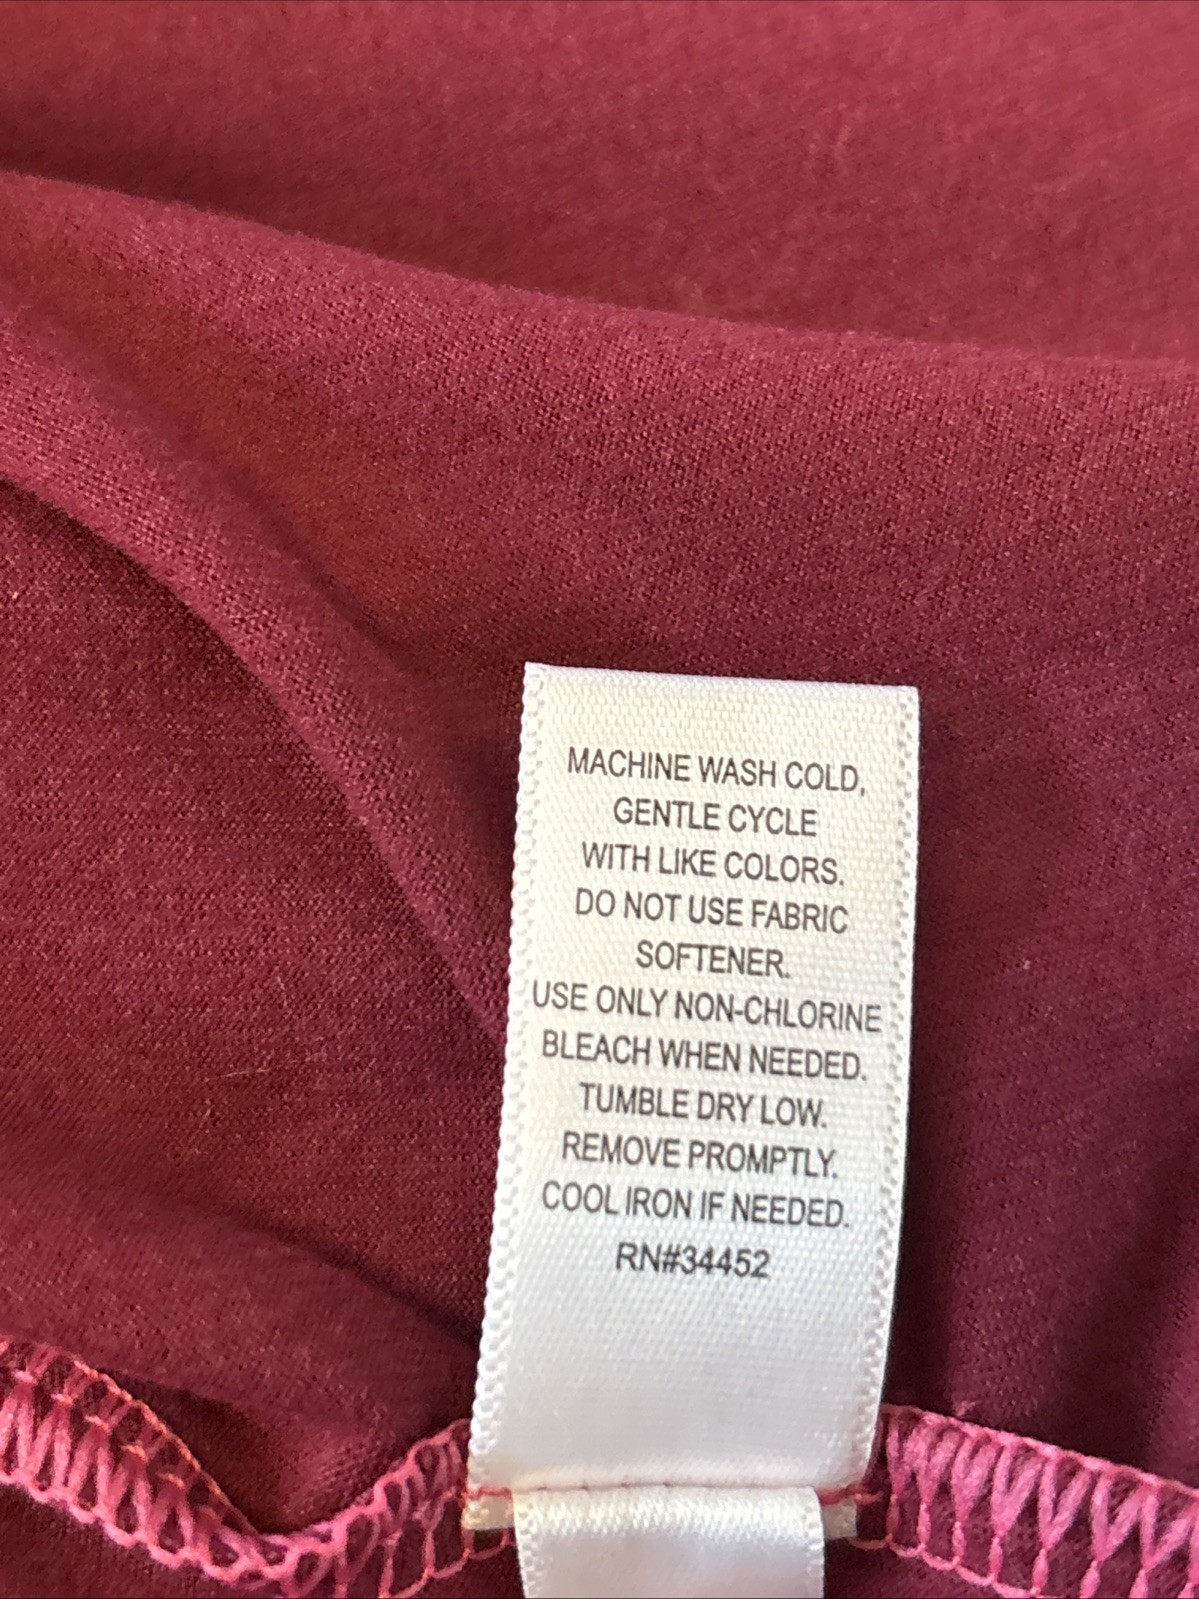 MACHINE WASH COLD,
GENTLE CYCLE
WITH LIKE COLORS.
DO NOT USE FABRIC
SOFTENER.
USE ONLY NON-CHLORINE
BLEACH WHEN NEEDED.
TUMBLE DRY LOW.
REMOVE PROMPTLY.
COOL IRON IF NEEDED.
RN#34452